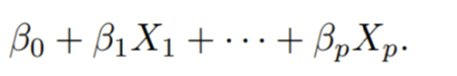 β₀ + β₁X₁ + ⋯ + βₚXₚ.